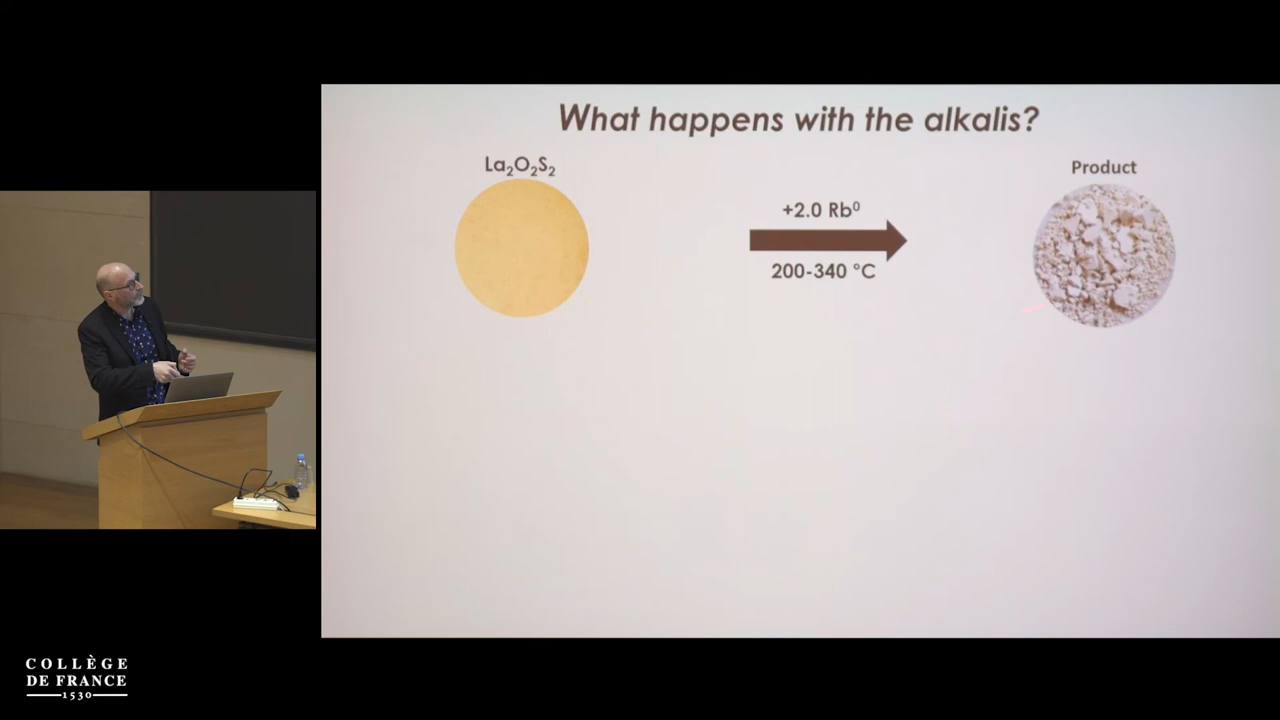 What happens with the alkalis?
La₂O₂S₂
Product
+2.0 Rb⁰
200-340 °C
COLLÈGE
DE FRANCE
1530